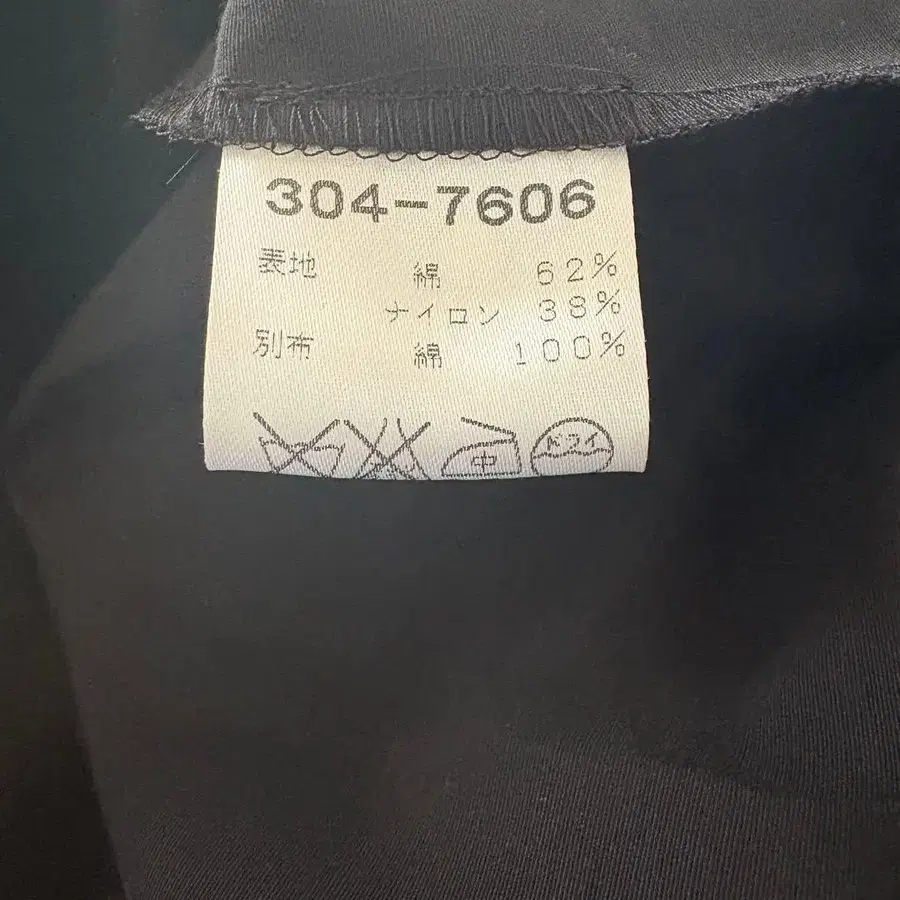 304-7606
表地 綿 62%
ナイロン 38%
別布 綿 100%
中 ドライ